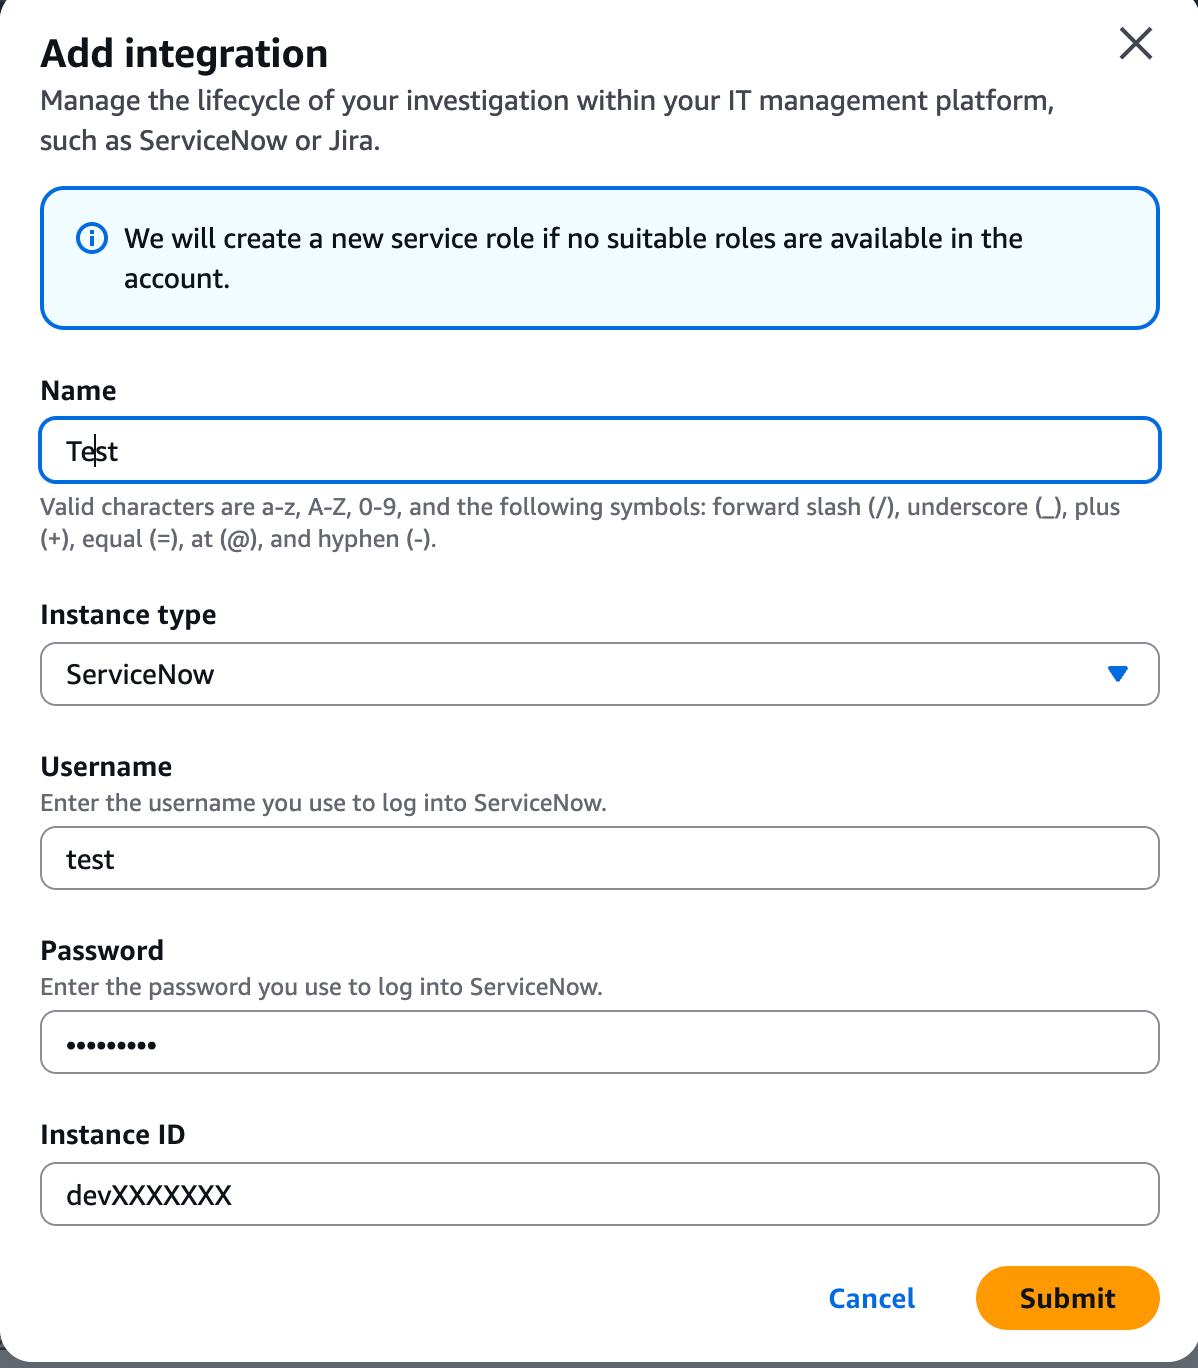 Add integration
Manage the lifecycle of your investigation within your IT management platform,
such as ServiceNow or Jira.
We will create a new service role if no suitable roles are available in the
account.
Name
Test
Valid characters are a-z, A-Z, 0-9, and the following symbols: forward slash (/), underscore (_), plus
(+), equal (=), at (@), and hyphen (-).
Instance type
ServiceNow
Username
Enter the username you use to log into ServiceNow.
test
Password
Enter the password you use to log into ServiceNow.
•••••••••
Instance ID
devXXXXXXX
Cancel
Submit